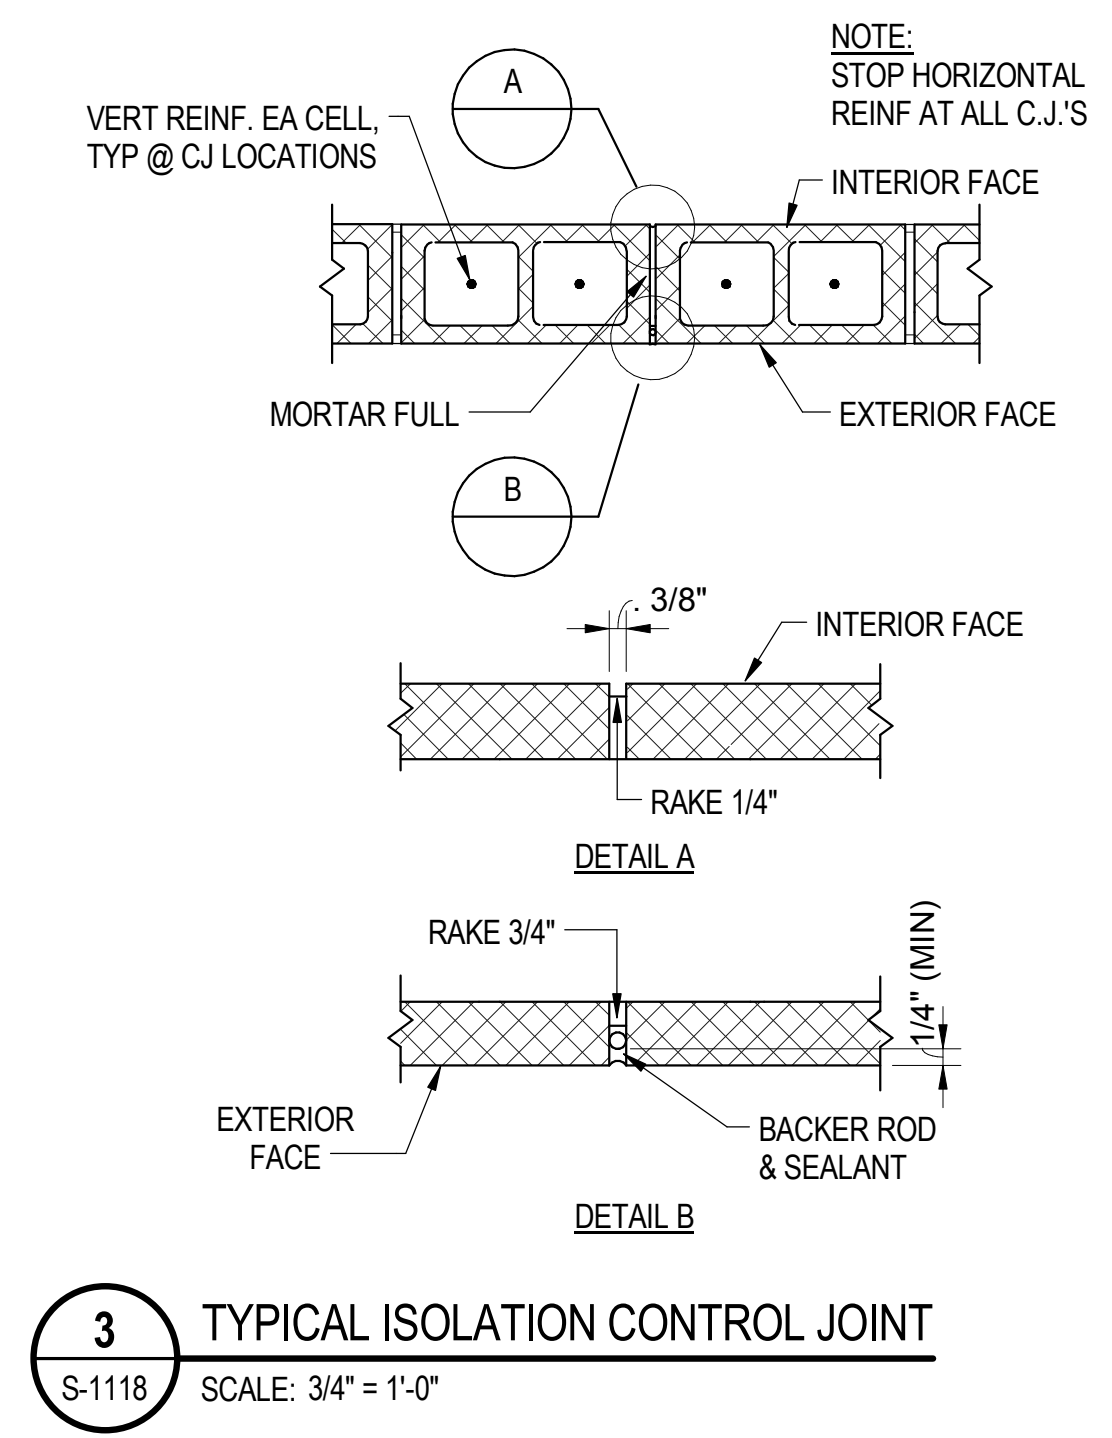 NOTE:
STOP HORIZONTAL
REINF AT ALL C.J.'S
A
VERT REINF. EA CELL,
TYP @ CJ LOCATIONS
INTERIOR FACE
MORTAR FULL
EXTERIOR FACE
B
3/8"
INTERIOR FACE
RAKE 1/4"
DETAIL A
RAKE 3/4"
1/4" (MIN)
EXTERIOR
FACE
BACKER ROD
& SEALANT
DETAIL B
3
S-1118
TYPICAL ISOLATION CONTROL JOINT
SCALE: 3/4" = 1'-0"